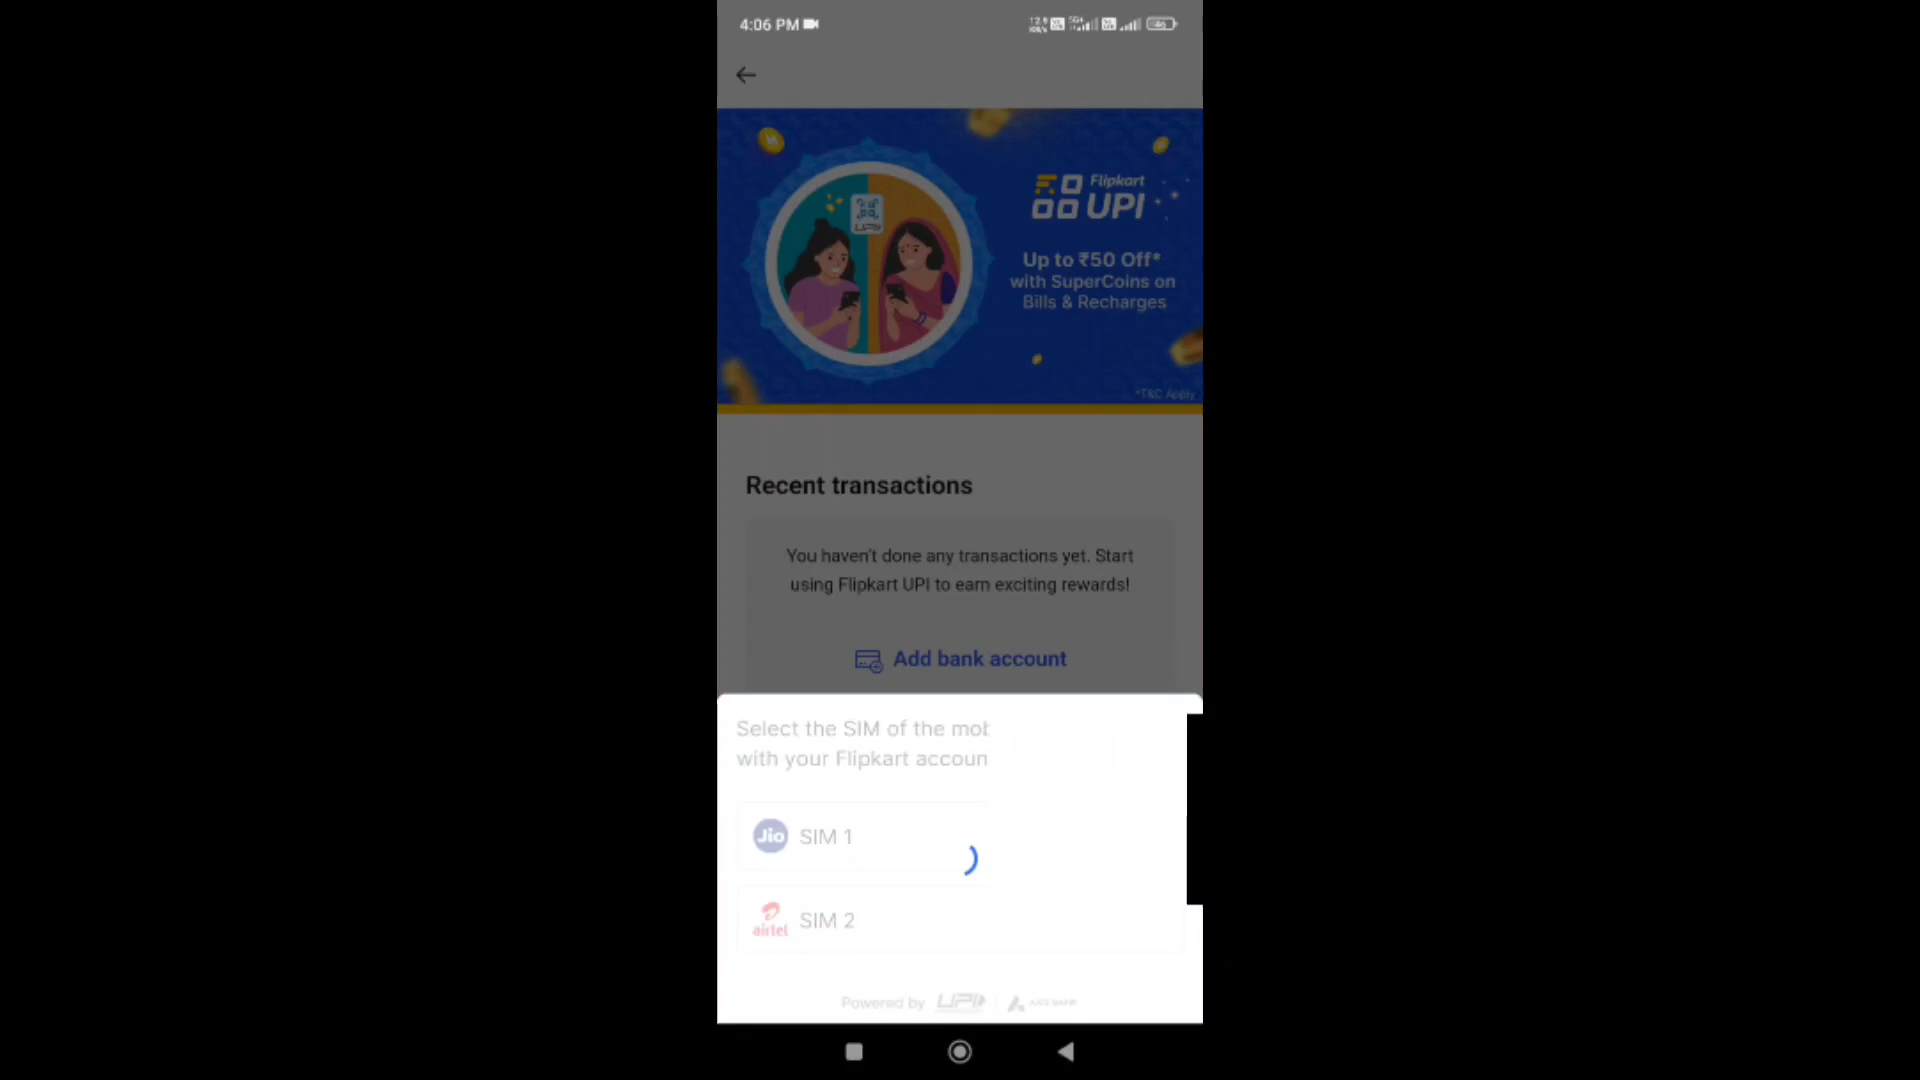 4:06 PM
Flipkart
UPI
Up to ₹50 Off*
with SuperCoins on
Bills & Recharges
*T&C Apply
Recent transactions
You haven't done any transactions yet. Start
using Flipkart UPI to earn exciting rewards!
Add bank account
Select the SIM of the
with your Flipkart
Jio SIM 1
airtel SIM 2
Powered by UPI AXIS BANK